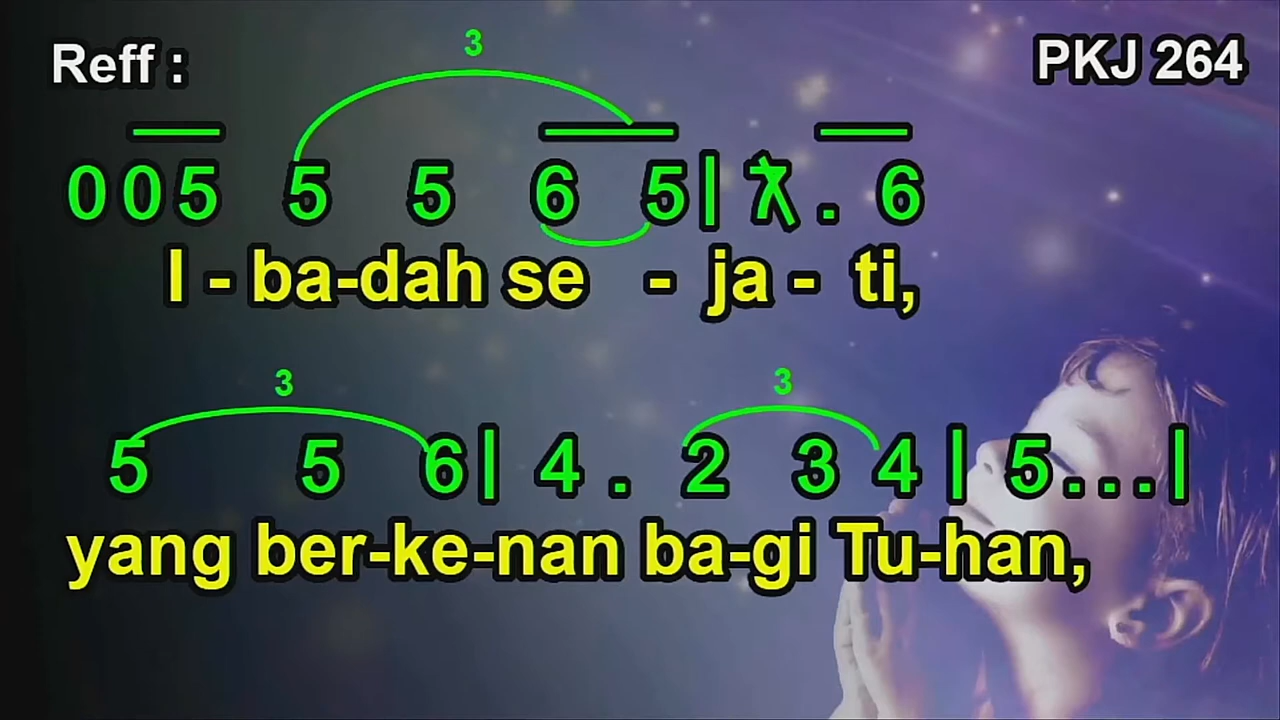 Reff : PKJ 264
3
0 0 5 5 5 6 5 | 7 . 6
I - ba-dah se - ja - ti,
3 3
5 5 6 | 4 . 2 3 4 | 5 . . . |
yang ber-ke-nan ba-gi Tu-han,